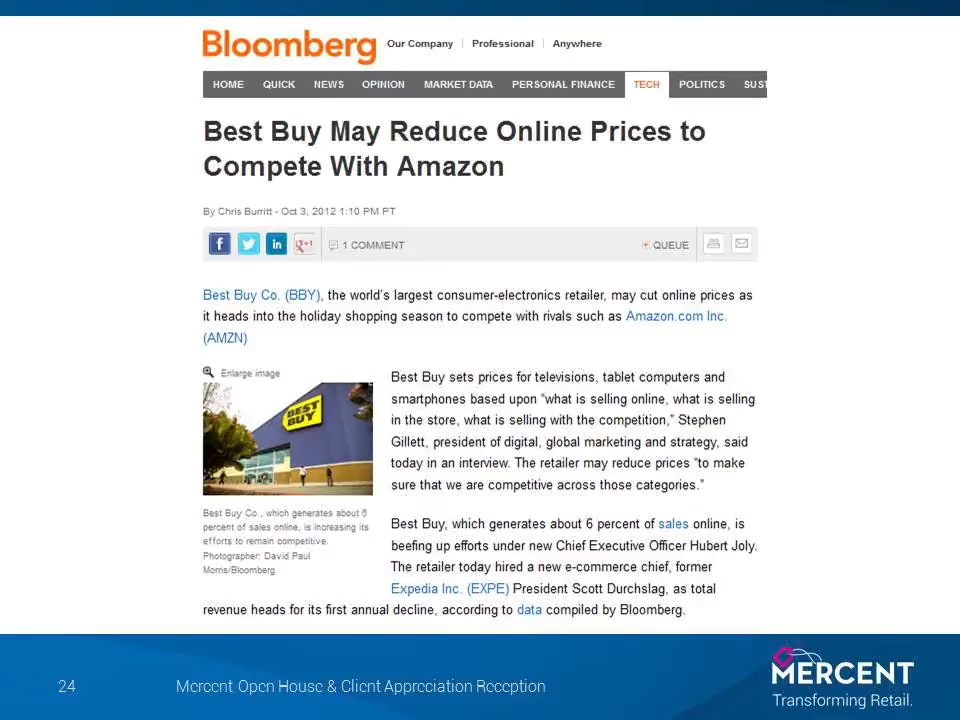 Bloomberg
Our Company | Professional | Anywhere
HOME QUICK NEWS OPINION MARKET DATA PERSONAL FINANCE TECH POLITICS SUST
Best Buy May Reduce Online Prices to
Compete With Amazon
By Chris Burritt - Oct 3, 2012 1:10 PM PT
f in g+1 1 COMMENT + QUEUE
Best Buy Co. (BBY), the world's largest consumer-electronics retailer, may cut online prices as
it heads into the holiday shopping season to compete with rivals such as Amazon.com Inc.
(AMZN)
Enlarge image
BEST
BUY
Best Buy Co., which generates about 6
percent of sales online, is increasing its
efforts to remain competitive.
Photographer: David Paul
Morris/Bloomberg
Best Buy sets prices for televisions, tablet computers and
smartphones based upon “what is selling online, what is selling
in the store, what is selling with the competition,” Stephen
Gillett, president of digital, global marketing and strategy, said
today in an interview. The retailer may reduce prices “to make
sure that we are competitive across those categories.”
Best Buy, which generates about 6 percent of sales online, is
beefing up efforts under new Chief Executive Officer Hubert Joly.
The retailer today hired a new e-commerce chief, former
Expedia Inc. (EXPE) President Scott Durchslag, as total
revenue heads for its first annual decline, according to data compiled by Bloomberg.
24
Mercent Open House & Client Appreciation Reception
MERCENT
Transforming Retail.